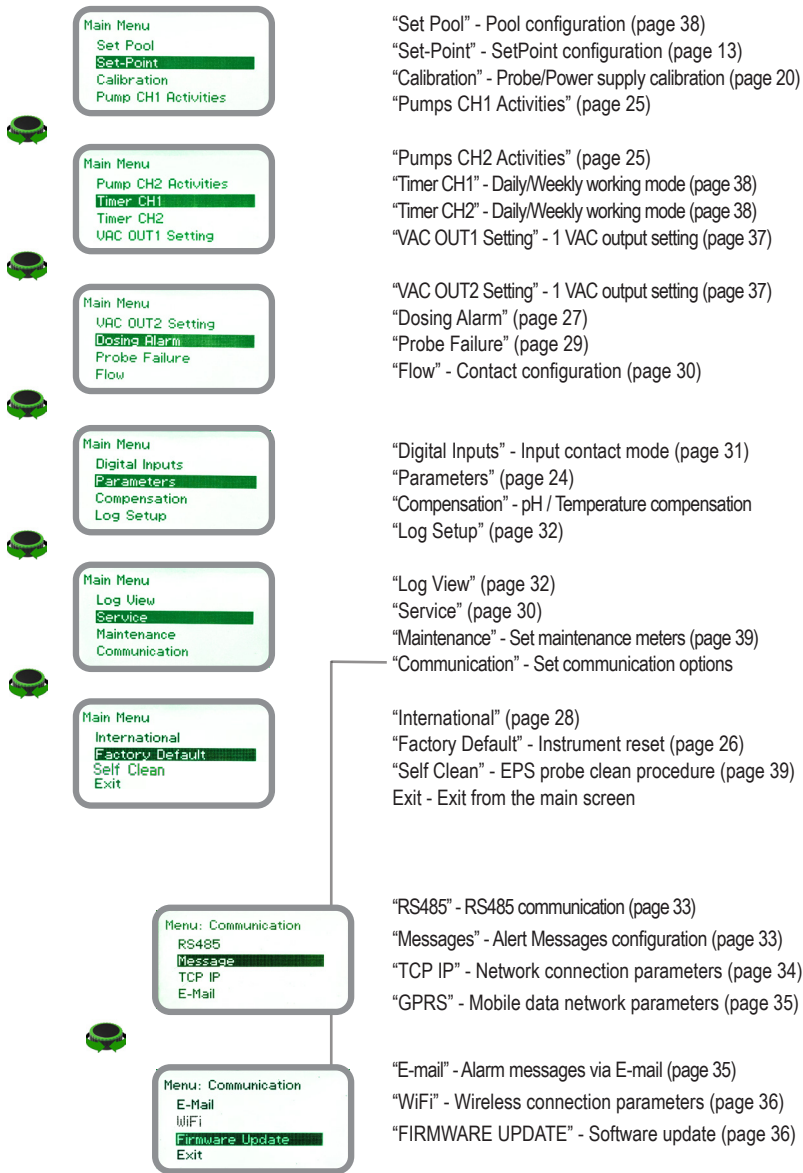 Main Menu
Set Pool
Set-Point
Calibration
Pump CH1 Activities
“Set Pool” - Pool configuration (page 38)
“Set-Point” - SetPoint configuration (page 13)
“Calibration” - Probe/Power supply calibration (page 20)
“Pumps CH1 Activities” (page 25)
Main Menu
Pump CH2 Activities
Timer CH1
Timer CH2
VAC OUT1 Setting
“Pumps CH2 Activities” (page 25)
“Timer CH1” - Daily/Weekly working mode (page 38)
“Timer CH2” - Daily/Weekly working mode (page 38)
“VAC OUT1 Setting” - 1 VAC output setting (page 37)
Main Menu
VAC OUT2 Setting
Dosing Alarm
Probe Failure
Flow
“VAC OUT2 Setting” - 1 VAC output setting (page 37)
“Dosing Alarm” (page 27)
“Probe Failure” (page 29)
“Flow” - Contact configuration (page 30)
Main Menu
Digital Inputs
Parameters
Compensation
Log Setup
“Digital Inputs” - Input contact mode (page 31)
“Parameters” (page 24)
“Compensation” - pH / Temperature compensation
“Log Setup” (page 32)
Main Menu
Log View
Service
Maintenance
Communication
“Log View” (page 32)
“Service” (page 30)
“Maintenance” - Set maintenance meters (page 39)
“Communication” - Set communication options
Main Menu
International
Factory Default
Self Clean
Exit
“International” (page 28)
“Factory Default” - Instrument reset (page 26)
“Self Clean” - EPS probe clean procedure (page 39)
Exit - Exit from the main screen
Menu: Communication
RS485
Message
TCP IP
E-Mail
“RS485” - RS485 communication (page 33)
“Messages” - Alert Messages configuration (page 33)
“TCP IP” - Network connection parameters (page 34)
“GPRS” - Mobile data network parameters (page 35)
Menu: Communication
E-Mail
WiFi
Firmware Update
Exit
“E-mail” - Alarm messages via E-mail (page 35)
“WiFi” - Wireless connection parameters (page 36)
“FIRMWARE UPDATE” - Software update (page 36)